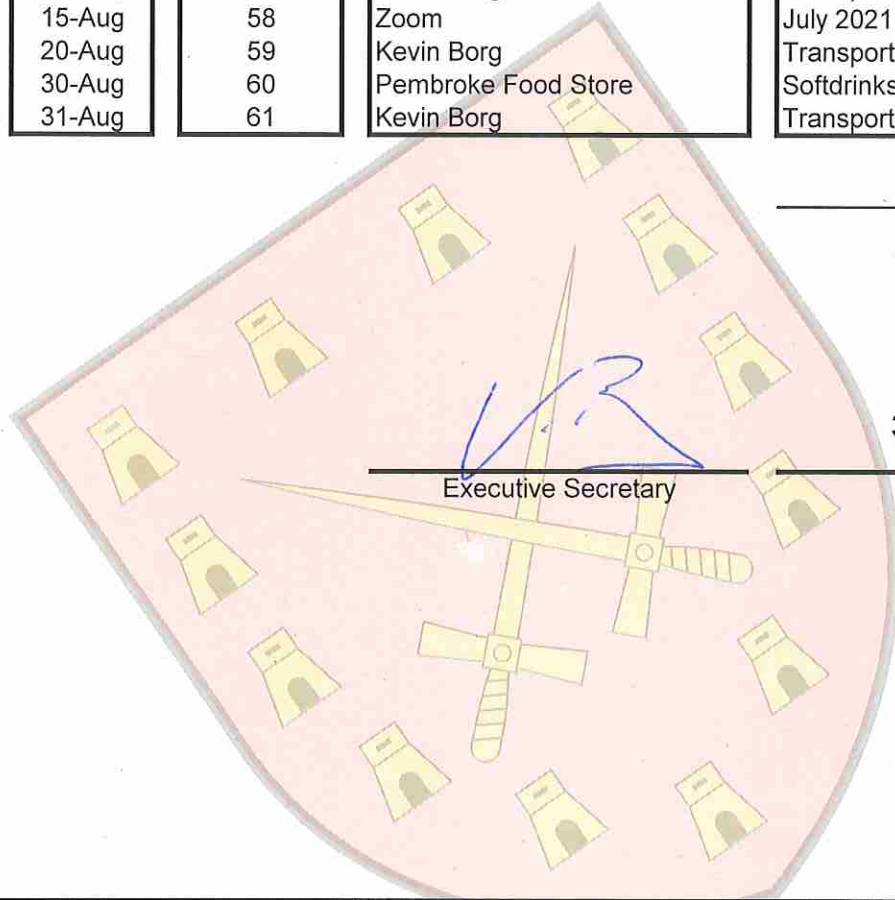 15-Aug 58 Zoom July 2021
20-Aug 59 Kevin Borg Transport
30-Aug 60 Pembroke Food Store Softdrinks
31-Aug 61 Kevin Borg Transport
Executive Secretary